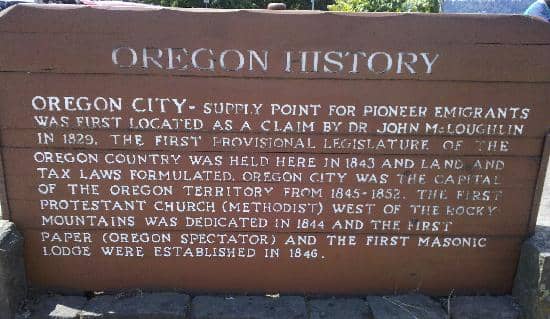 OREGON HISTORY
OREGON CITY - SUPPLY POINT FOR PIONEER EMIGRANTS
WAS FIRST LOCATED AS A CLAIM BY DR JOHN McLOUGHLIN
IN 1829. THE FIRST PROVISIONAL LEGISLATURE OF THE
OREGON COUNTRY WAS HELD HERE IN 1843 AND LAND AND
TAX LAWS FORMULATED. OREGON CITY WAS THE CAPITAL
OF THE OREGON TERRITORY FROM 1845-1852. THE FIRST
PROTESTANT CHURCH (METHODIST) WEST OF THE ROCKY
MOUNTAINS WAS DEDICATED IN 1844 AND THE FIRST
PAPER (OREGON SPECTATOR) AND THE FIRST MASONIC
LODGE WERE ESTABLISHED IN 1846.